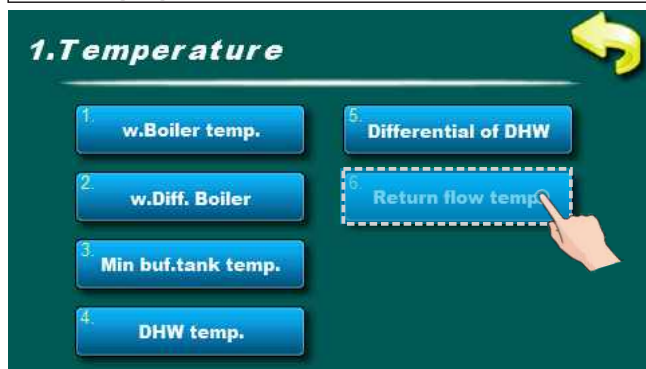 1.Temperature
1.
w.Boiler temp.
2.
w.Diff. Boiler
3.
Min buf.tank temp.
4.
DHW temp.
5.
Differential of DHW
6.
Return flow temp